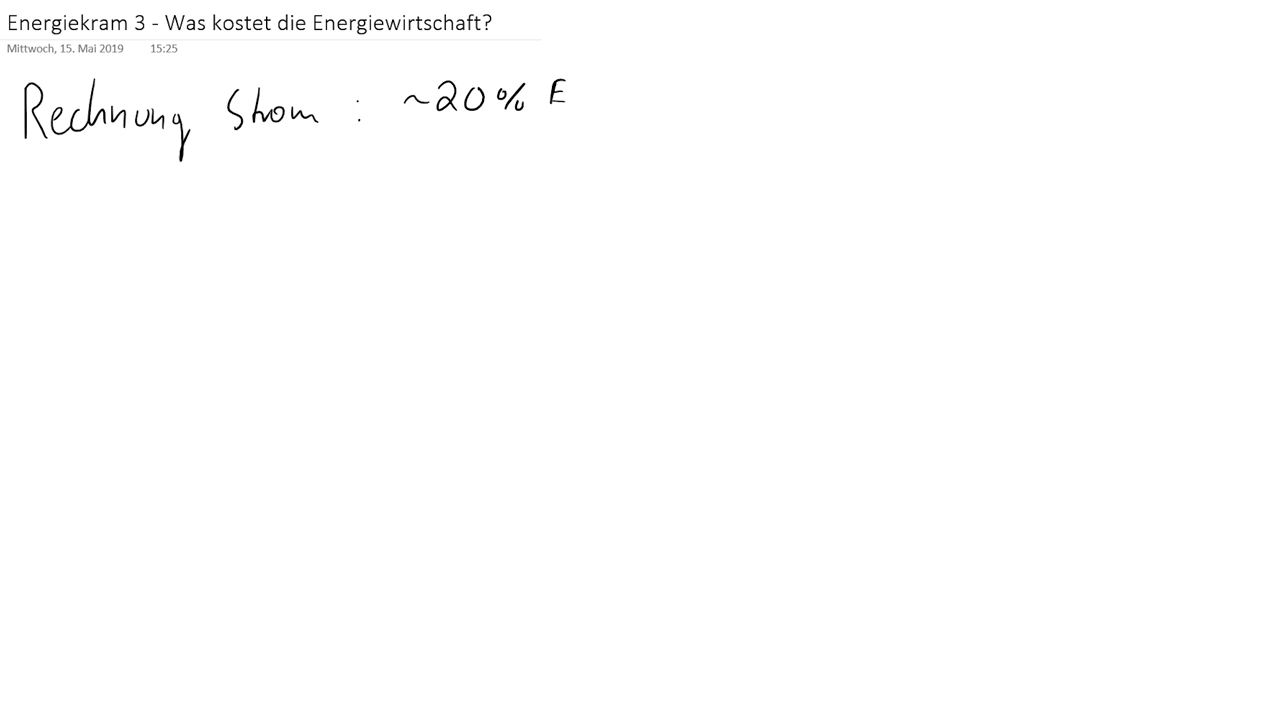 Energiekram 3 - Was kostet die Energiewirtschaft?
Mittwoch, 15. Mai 2019 15:25
Rechnung Strom : ~20% E